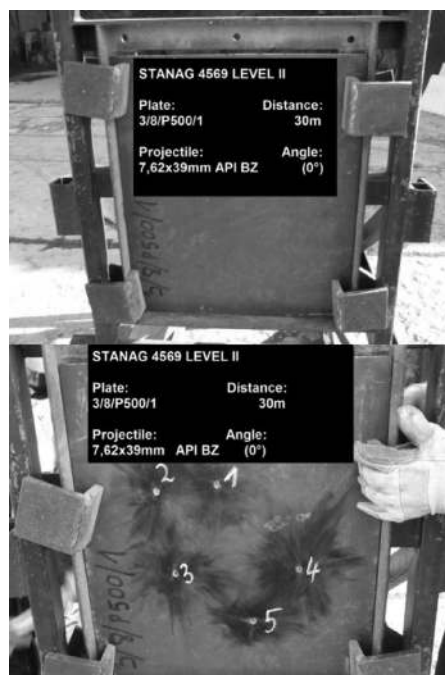 STANAG 4569 LEVEL II
Plate: Distance:
3/8/P500/1 30m
Projectile: Angle:
7,62x39mm API BZ (0°)
3/8/P500/1
STANAG 4569 LEVEL II
Plate: Distance:
3/8/P500/1 30m
Projectile: Angle:
7,62x39mm API BZ (0°)
2 1
3 4
5
3/8/P500/1